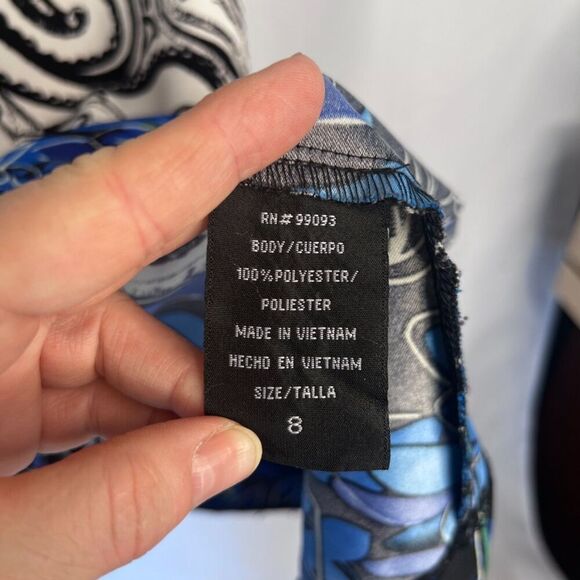 RN# 99093
BODY/CUERPO
100%POLYESTER/
POLIESTER
MADE IN VIETNAM
HECHO EN VIETNAM
SIZE/TALLA
8